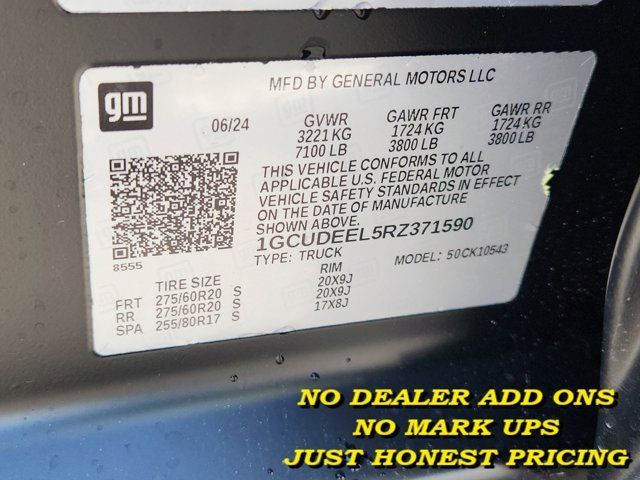 gm
MFD BY GENERAL MOTORS LLC
06/24 GVWR GAWR FRT GAWR RR
3221 KG 1724 KG 1724 KG
7100 LB 3800 LB 3800 LB
THIS VEHICLE CONFORMS TO ALL
APPLICABLE U.S. FEDERAL MOTOR
VEHICLE SAFETY STANDARDS IN EFFECT
ON THE DATE OF MANUFACTURE
SHOWN ABOVE.
1GCUDEEL5RZ371590
8555
TYPE: TRUCK MODEL: 50CK10543
TIRE SIZE RIM
FRT 275/60R20 S 20X9J
RR 275/60R20 S 20X9J
SPA 255/80R17 S 17X8J
NO DEALER ADD ONS
NO MARK UPS
JUST HONEST PRICING